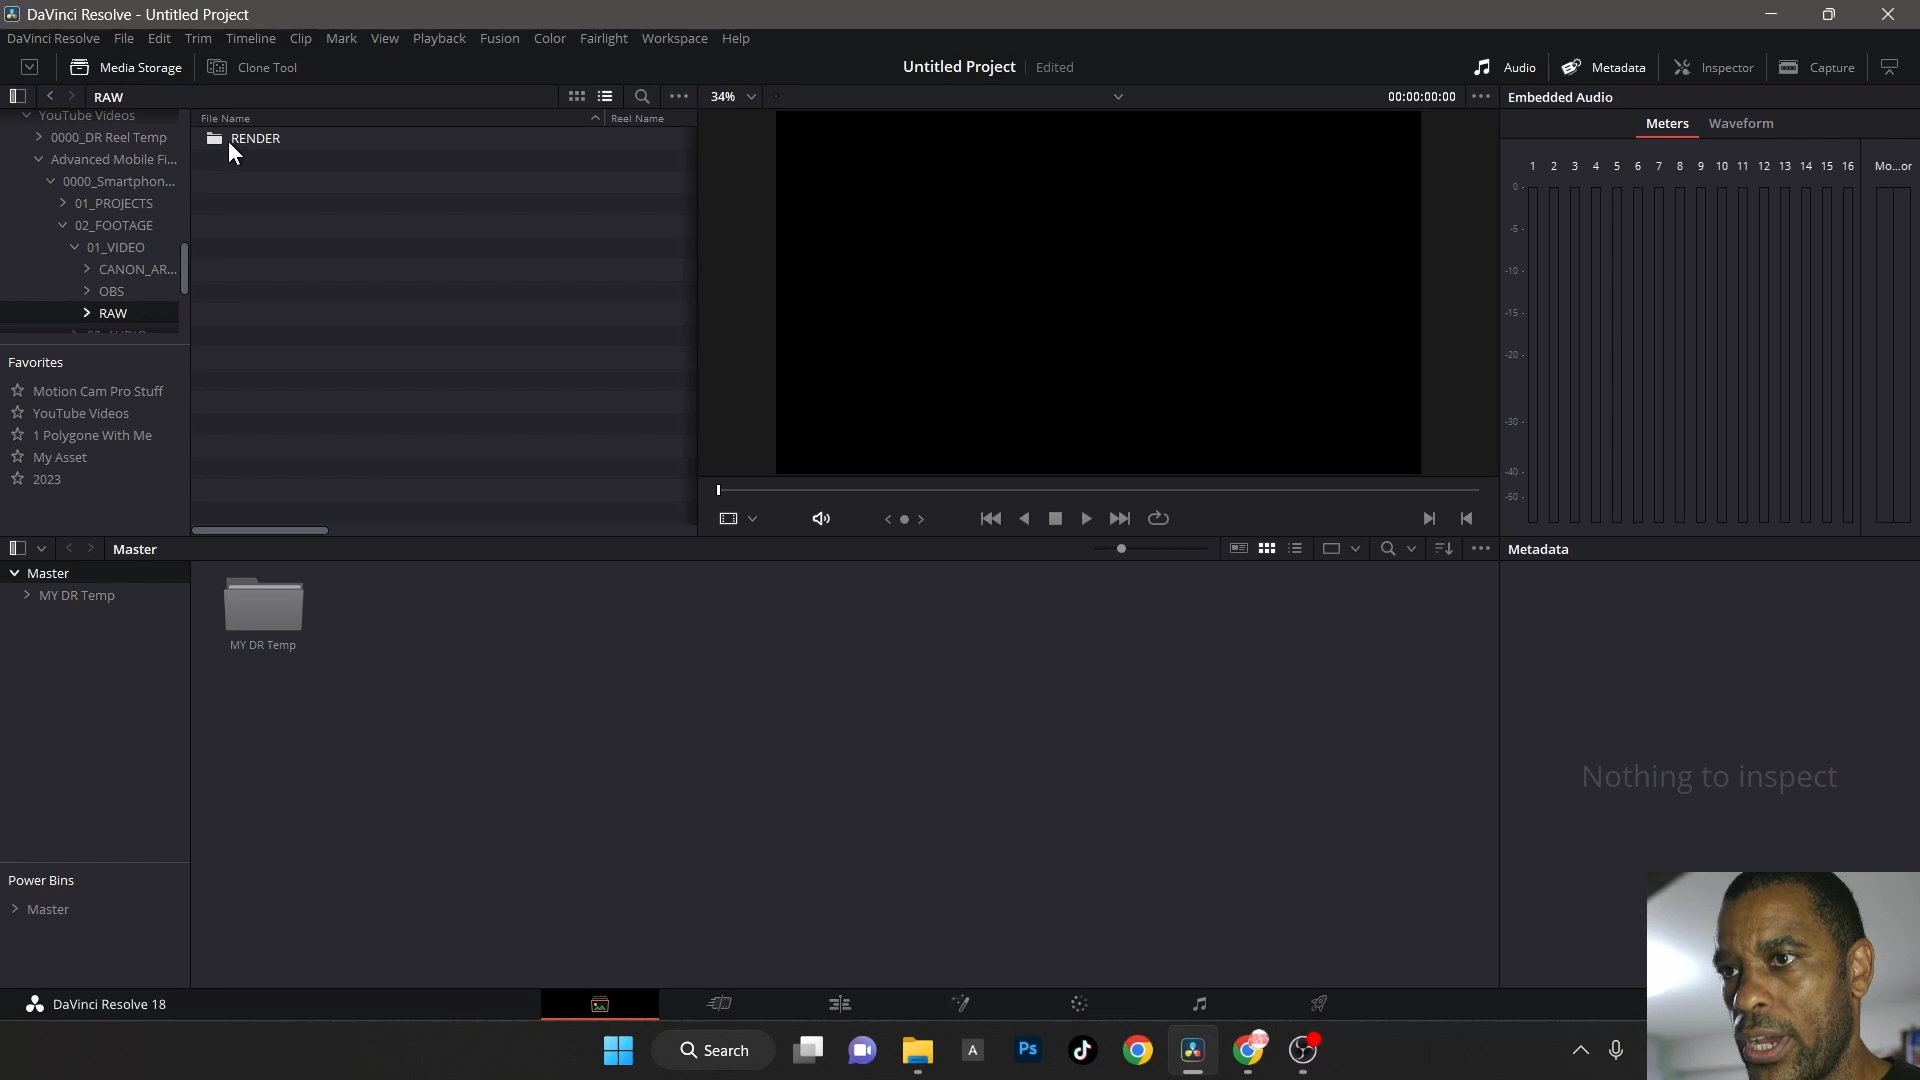 DaVinci Resolve - Untitled Project
DaVinci Resolve File Edit Trim Timeline Clip Mark View Playback Fusion Color Fairlight Workspace Help
Media Storage Clone Tool Untitled Project Edited Audio Metadata Inspector Capture
RAW 34% 00:00:00:00 Embedded Audio
YouTube Videos
0000_DR Reel Temp
Advanced Mobile Fi...
0000_Smartphon...
01_PROJECTS
02_FOOTAGE
01_VIDEO
CANON_AR...
OBS
RAW
File Name Reel Name
RENDER
Meters Waveform
1 2 3 4 5 6 7 8 9 10 11 12 13 14 15 16 Mo...or
0 -
-5 -
-10 -
-15 -
-20 -
-30 -
-40 -
-50 -
Favorites
Motion Cam Pro Stuff
YouTube Videos
1 Polygone With Me
My Asset
2023
Master Metadata
Master
MY DR Temp
MY DR Temp
Nothing to inspect
Power Bins
Master
DaVinci Resolve 18
Search A Ps